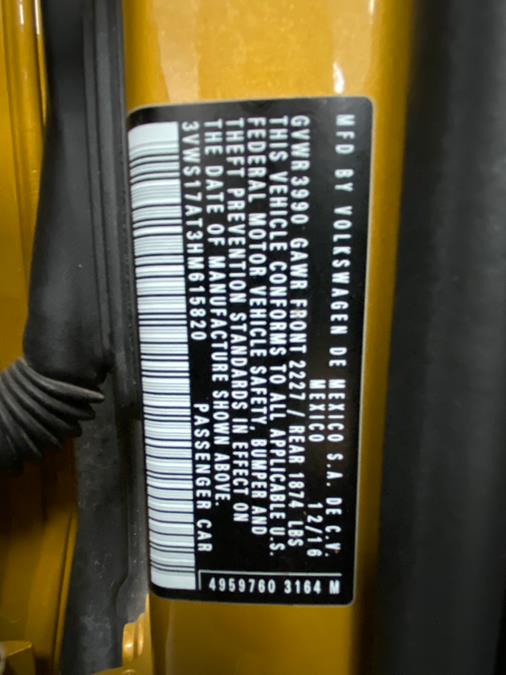 MFD BY VOLKSWAGEN DE MEXICO S.A. DE C.V.
MEXICO 12/16
GVWR 3990 GAWR FRONT 2227 / REAR 1874 LBS
THIS VEHICLE CONFORMS TO ALL APPLICABLE U.S.
FEDERAL MOTOR VEHICLE SAFETY, BUMPER AND
THEFT PREVENTION STANDARDS IN EFFECT ON
THE DATE OF MANUFACTURE SHOWN ABOVE.
3VWS17AT3HM615820 PASSENGER CAR
4959760 3164 M